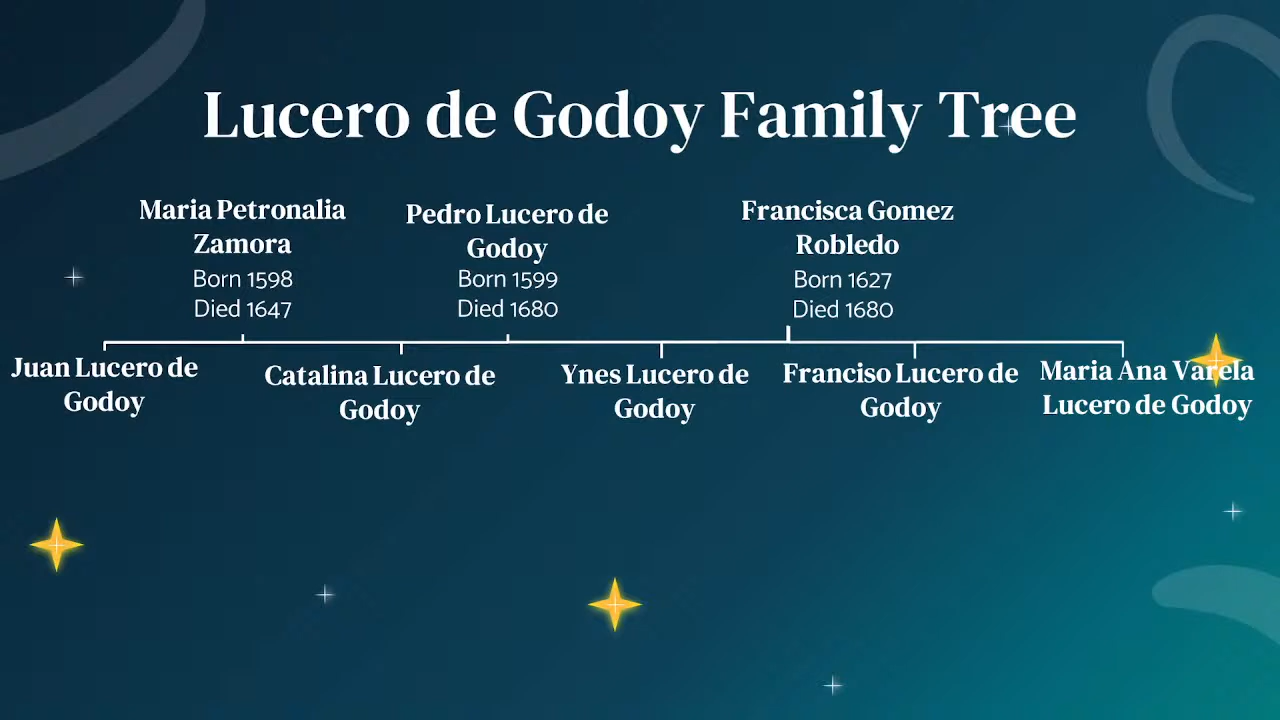 Lucero de Godoy Family Tree
Maria Petronalia
Zamora
Born 1598
Died 1647
Pedro Lucero de
Godoy
Born 1599
Died 1680
Francisca Gomez
Robledo
Born 1627
Died 1680
Juan Lucero de
Godoy
Catalina Lucero de
Godoy
Ynes Lucero de
Godoy
Franciso Lucero de
Godoy
Maria Ana Varela
Lucero de Godoy